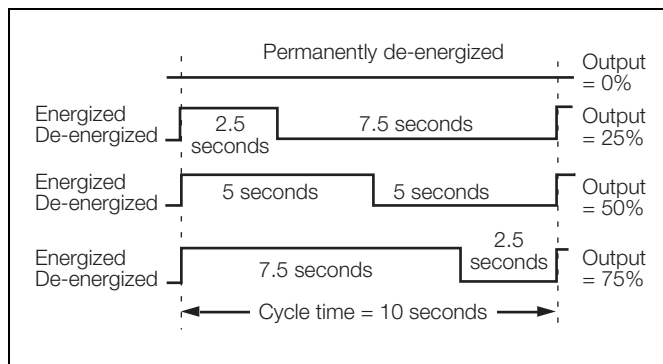 Permanently de-energized
Output
= 0%
Energized
De-energized
2.5
seconds
7.5 seconds
Output
= 25%
Energized
De-energized
5 seconds
5 seconds
Output
= 50%
Energized
De-energized
7.5 seconds
2.5
seconds
Output
= 75%
Cycle time = 10 seconds